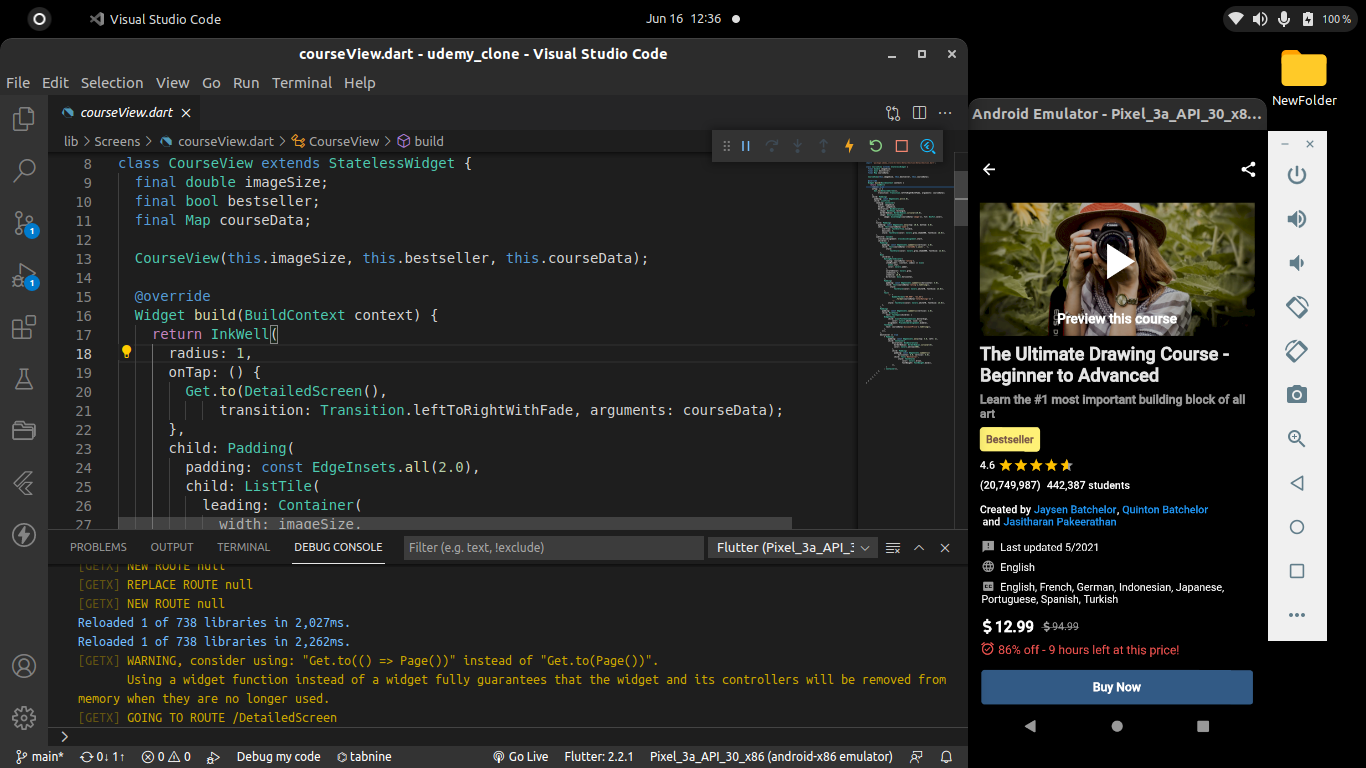 Visual Studio Code
Jun 16 12:36
100 %
courseView.dart - udemy_clone - Visual Studio Code
File Edit Selection View Go Run Terminal Help
courseView.dart
lib > Screens > courseView.dart > CourseView > build
8 class CourseView extends StatelessWidget {
9 final double imageSize;
10 final bool bestseller;
11 final Map courseData;
12
13 CourseView(this.imageSize, this.bestseller, this.courseData);
14
15 @override
16 Widget build(BuildContext context) {
17 return InkWell(
18 radius: 1,
19 onTap: () {
20 Get.to(DetailedScreen(),
21 transition: Transition.leftToRightWithFade, arguments: courseData);
22 },
23 child: Padding(
24 padding: const EdgeInsets.all(2.0),
25 child: ListTile(
26 leading: Container(
27 width: imageSize,
1
1
PROBLEMS OUTPUT TERMINAL DEBUG CONSOLE
Filter (e.g. text, !exclude)
Flutter (Pixel_3a_API_3
[GETX] NEW ROUTE null
[GETX] REPLACE ROUTE null
[GETX] NEW ROUTE null
Reloaded 1 of 738 libraries in 2,027ms.
Reloaded 1 of 738 libraries in 2,262ms.
[GETX] WARNING, consider using: "Get.to(() => Page())" instead of "Get.to(Page())".
Using a widget function instead of a widget fully guarantees that the widget and its controllers will be removed from
memory when they are no longer used.
[GETX] GOING TO ROUTE /DetailedScreen
main* 0↓ 1↑ 0 0 Debug my code tabnine Go Live Flutter: 2.2.1 Pixel_3a_API_30_x86 (android-x86 emulator)
NewFolder
Android Emulator - Pixel_3a_API_30_x86...
Preview this course
The Ultimate Drawing Course -
Beginner to Advanced
Learn the #1 most important building block of all
art
Bestseller
4.6
(20,749,987) 442,387 students
Created by Jaysen Batchelor, Quinton Batchelor
and Jasitharan Pakeerathan
Last updated 5/2021
English
English, French, German, Indonesian, Japanese,
Portuguese, Spanish, Turkish
$12.99 $94.99
86% off - 9 hours left at this price!
Buy Now